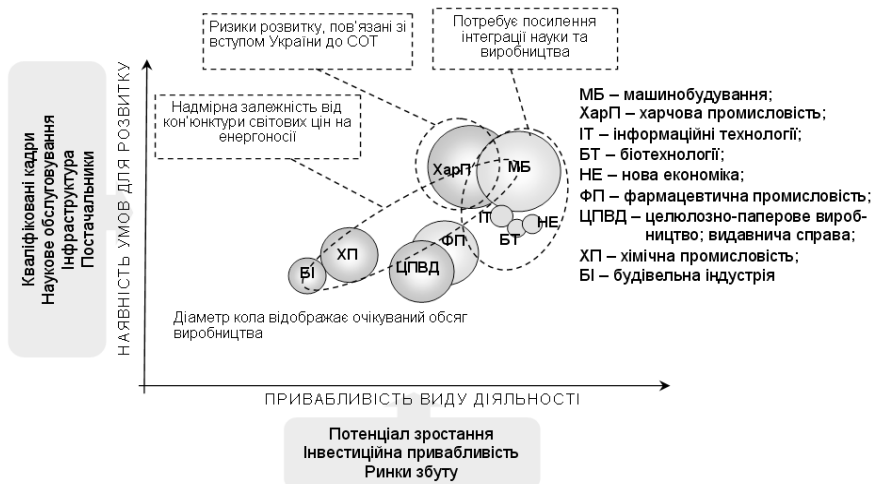 Ризики розвитку, пов'язані зі
вступом України до СОТ
Потребує посилення
інтеграції науки та
виробництва
Надмірна залежність від
кон'юнктури світових цін на
енергоносії
Кваліфіковані кадри
Наукове обслуговування
Інфраструктура
Постачальники
НАЯВНІСТЬ УМОВ ДЛЯ РОЗВИТКУ
ХарП
МБ
ІТ
БТ
НЕ
ФП
ЦПВД
ХП
БІ
МБ – машинобудування;
ХарП – харчова промисловість;
ІТ – інформаційні технології;
БТ – біотехнології;
НЕ – нова економіка;
ФП – фармацевтична промисловість;
ЦПВД – целюлозно-паперове вироб-
ництво; видавнича справа;
ХП – хімічна промисловість;
БІ – будівельна індустрія
Діаметр кола відображає очікуваний обсяг
виробництва
ПРИВАБЛИВІСТЬ ВИДУ ДІЯЛЬНОСТІ
Потенціал зростання
Інвестиційна привабливість
Ринки збуту